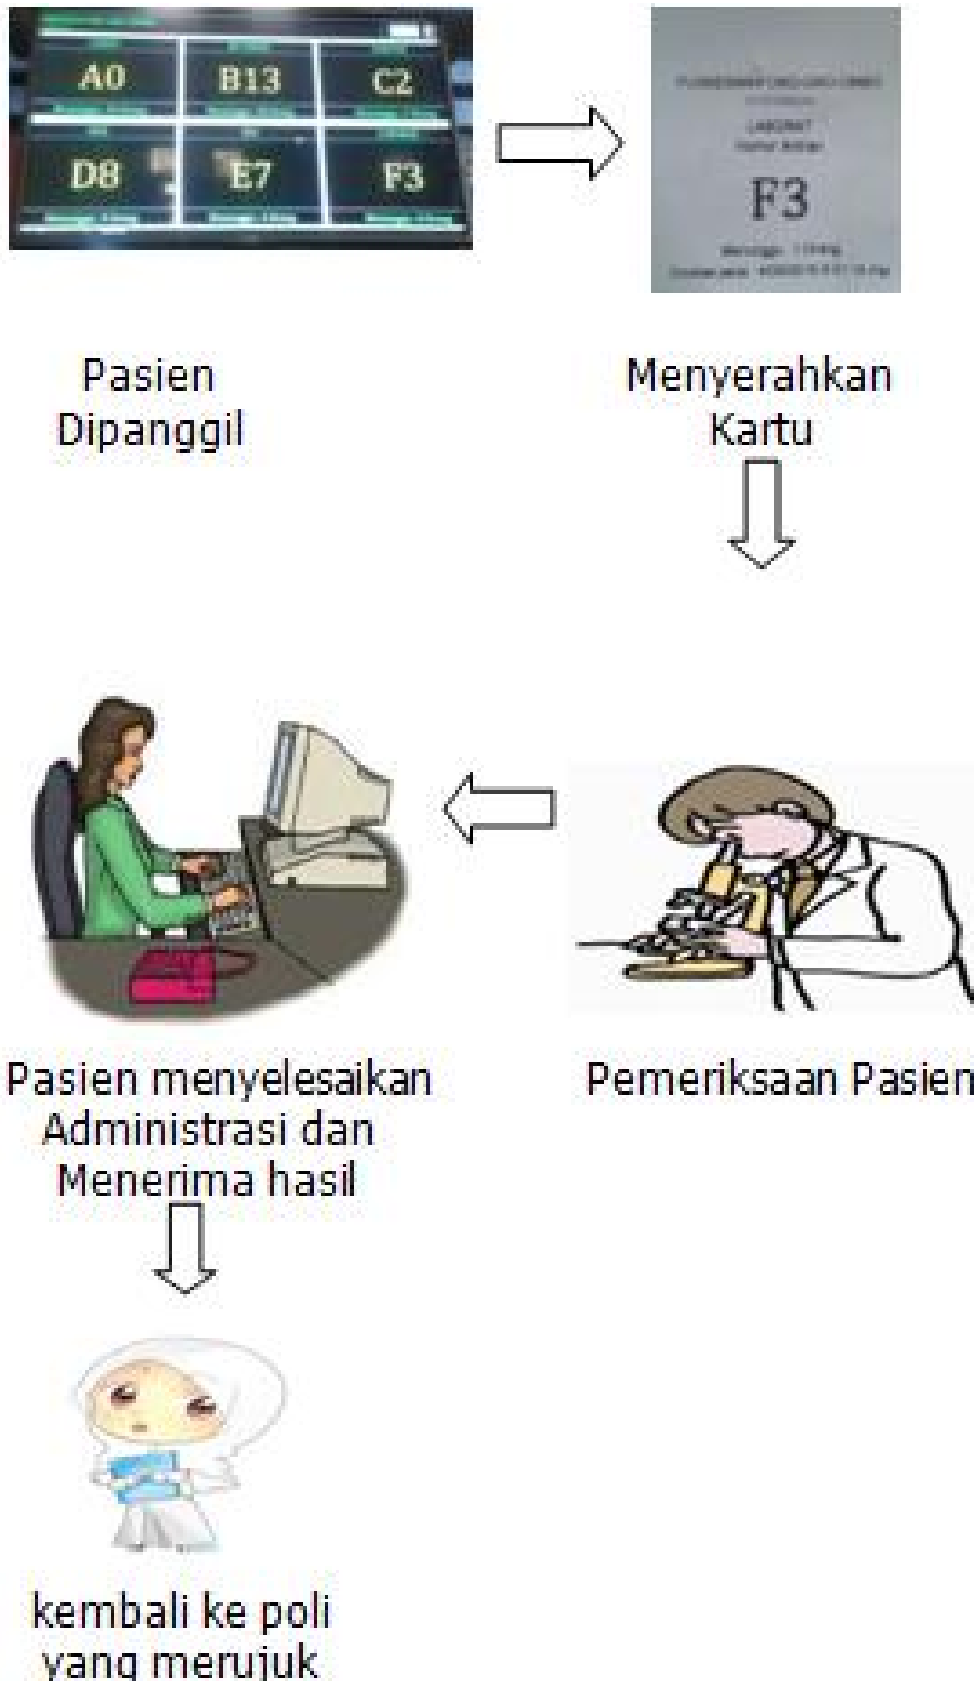 A0 B13 C2
D8 E7 F3
LABORAT
F3
Pasien
Dipanggil
Menyerahkan
Kartu
Pasien menyelesaikan
Administrasi dan
Menerima hasil
Pemeriksaan Pasien
kembali ke poli
yang merujuk